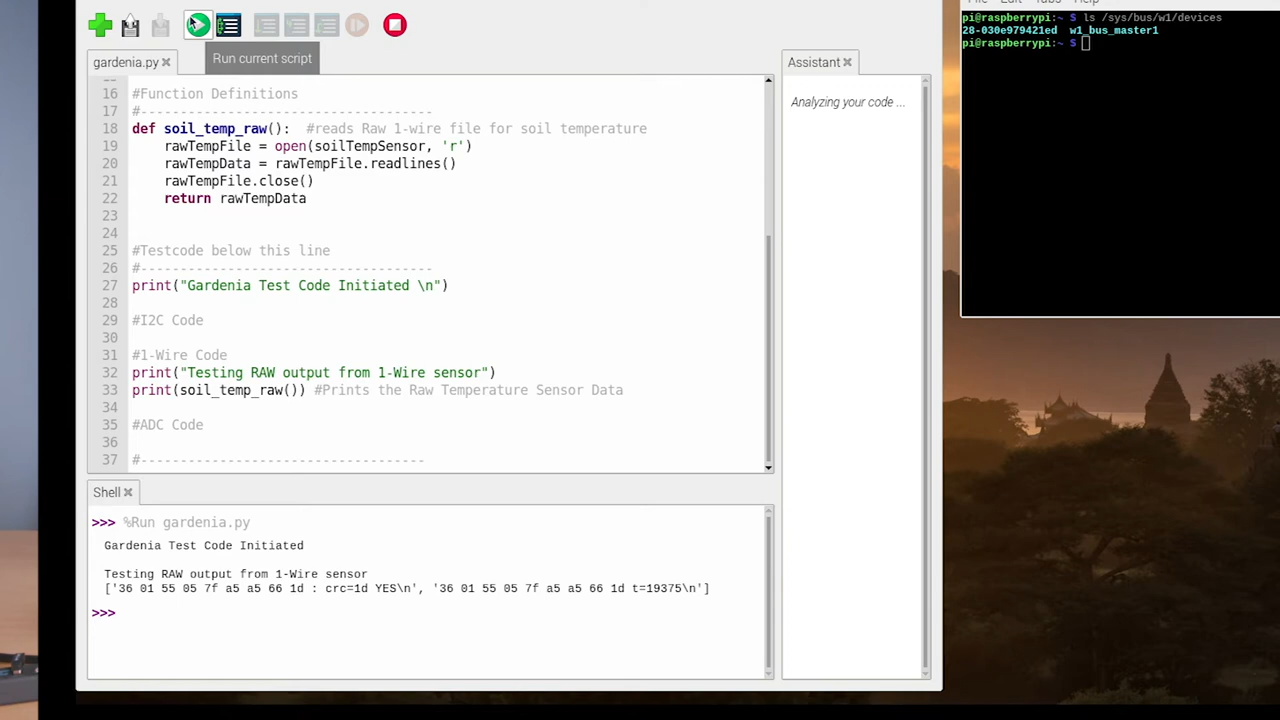 Run current script
gardenia.py
16 #Function Definitions
17 #-------------------------------------
18 def soil_temp_raw():  #reads Raw 1-wire file for soil temperature
19 rawTempFile = open(soilTempSensor, 'r')
20 rawTempData = rawTempFile.readlines()
21 rawTempFile.close()
22 return rawTempData
23
24
25 #Testcode below this line
26 #-------------------------------------
27 print("Gardenia Test Code Initiated \n")
28
29 #I2C Code
30
31 #1-Wire Code
32 print("Testing RAW output from 1-Wire sensor")
33 print(soil_temp_raw()) #Prints the Raw Temperature Sensor Data
34
35 #ADC Code
36
37 #------------------------------------
Shell
>>> %Run gardenia.py
Gardenia Test Code Initiated
Testing RAW output from 1-Wire sensor
['36 01 55 05 7f a5 a5 66 1d : crc=1d YES\n', '36 01 55 05 7f a5 a5 66 1d t=19375\n']
>>>
Assistant
Analyzing your code ...
File Edit Tabs Help
pi@raspberrypi:~ $ ls /sys/bus/w1/devices
28-030e979421ed  w1_bus_master1
pi@raspberrypi:~ $